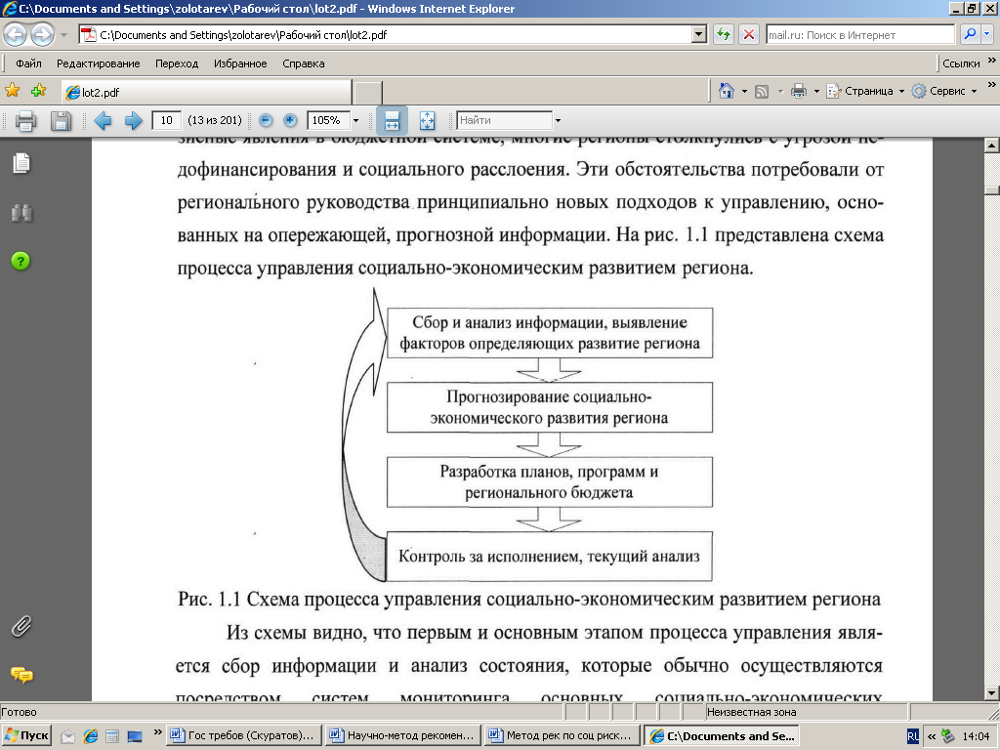 C:\Documents and Settings\zolotarev\Рабочий стол\lot2.pdf - Windows Internet Explorer
C:\Documents and Settings\zolotarev\Рабочий стол\lot2.pdf
mail.ru: Поиск в Интернет
Файл Редактирование Переход Избранное Справка Ссылки »
lot2.pdf Страница Сервис »
10 (13 из 201) 105% Найти
зисные явления в бюджетной системе, многие регионы столкнулись с угрозой не-
дофинансирования и социального расслоения. Эти обстоятельства потребовали от
регионального руководства принципиально новых подходов к управлению, осно-
ванных на опережающей, прогнозной информации. На рис. 1.1 представлена схема
процесса управления социально-экономическим развитием региона.
Сбор и анализ информации, выявление
факторов определяющих развитие региона
Прогнозирование социально-
экономического развития региона
Разработка планов, программ и
регионального бюджета
Контроль за исполнением, текущий анализ
Рис. 1.1 Схема процесса управления социально-экономическим развитием региона
Из схемы видно, что первым и основным этапом процесса управления явля-
ется сбор информации и анализ состояния, которые обычно осуществляются
посредством систем мониторинга основных социально-экономических
Готово Неизвестная зона
Пуск » Гос требов (Скуратов)... Научно-метод рекомен... Метод рек по соц риск... C:\Documents and Se... RU « 14:04